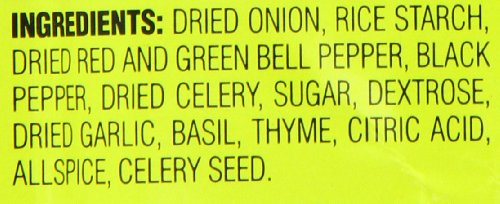 INGREDIENTS: DRIED ONION, RICE STARCH,
DRIED RED AND GREEN BELL PEPPER, BLACK
PEPPER, DRIED CELERY, SUGAR, DEXTROSE,
DRIED GARLIC, BASIL, THYME, CITRIC ACID,
ALLSPICE, CELERY SEED.